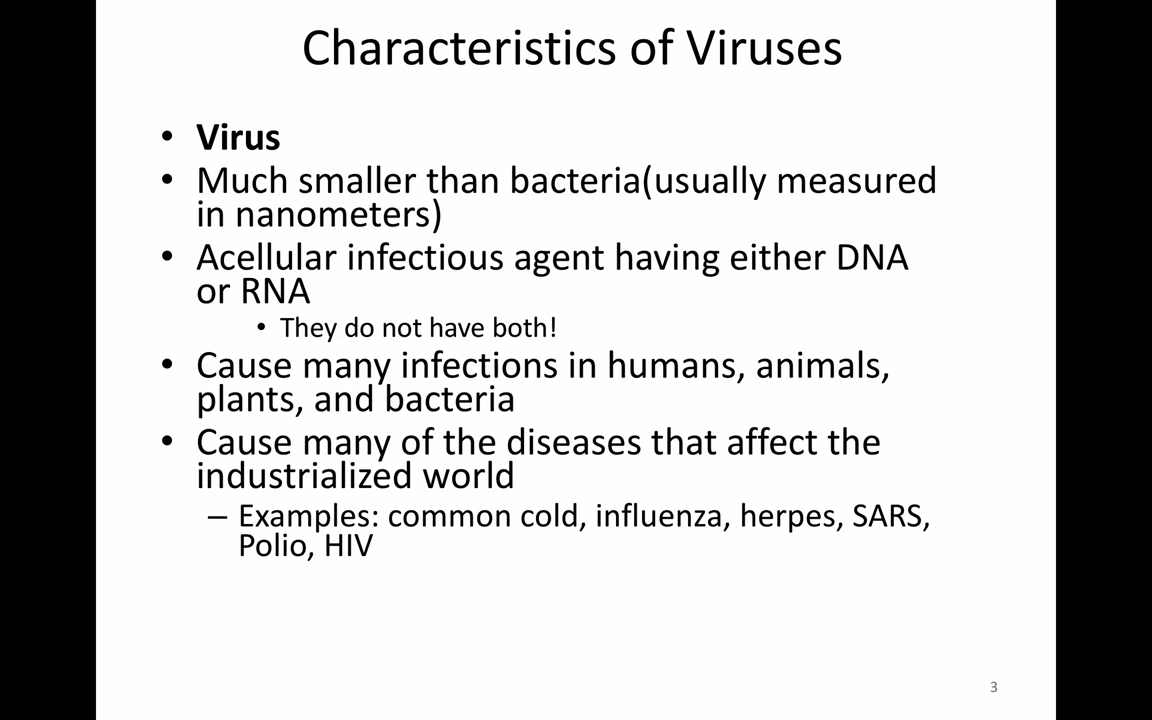 Characteristics of Viruses
• Virus
• Much smaller than bacteria(usually measured
in nanometers)
• Acellular infectious agent having either DNA
or RNA
• They do not have both!
• Cause many infections in humans, animals,
plants, and bacteria
• Cause many of the diseases that affect the
industrialized world
– Examples: common cold, influenza, herpes, SARS,
Polio, HIV
3